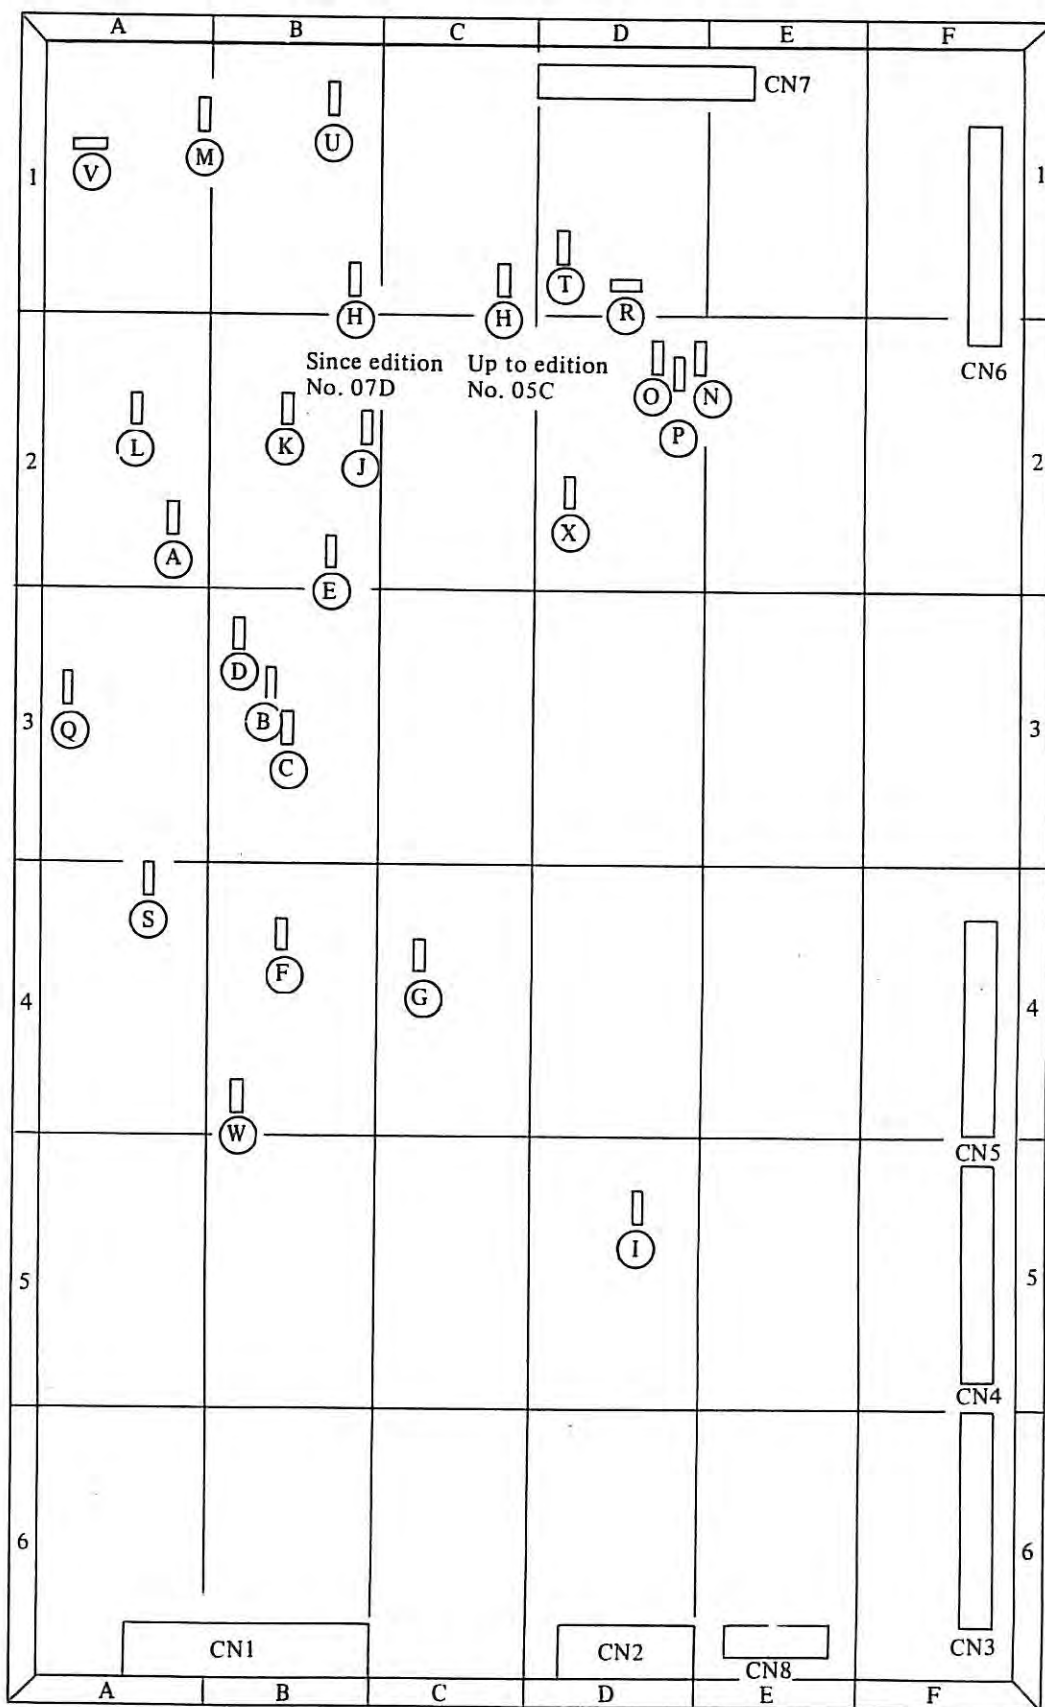 A B C D E F
CN7
U
M
V
1 1
T
H H R
Since edition Up to edition
No. 07D No. 05C
CN6
O N
P
L K
J
2 2
X
A
E
D
Q B
3 3
C
S
F
G
4 4
W
CN5
I
5 5
CN4
6 6
CN1 CN2 CN3
CN8
A B C D E F